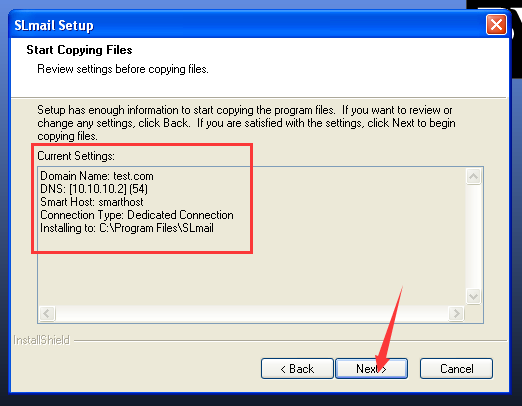 SLmail Setup
Start Copying Files
Review settings before copying files.
Setup has enough information to start copying the program files. If you want to review or
change any settings, click Back. If you are satisfied with the settings, click Next to begin
copying files.
Current Settings:
Domain Name: test.com
DNS: [10.10.10.2] (54)
Smart Host: smarthost
Connection Type: Dedicated Connection
Installing to: C:\Program Files\SLmail
InstallShield
< Back
Next >
Cancel